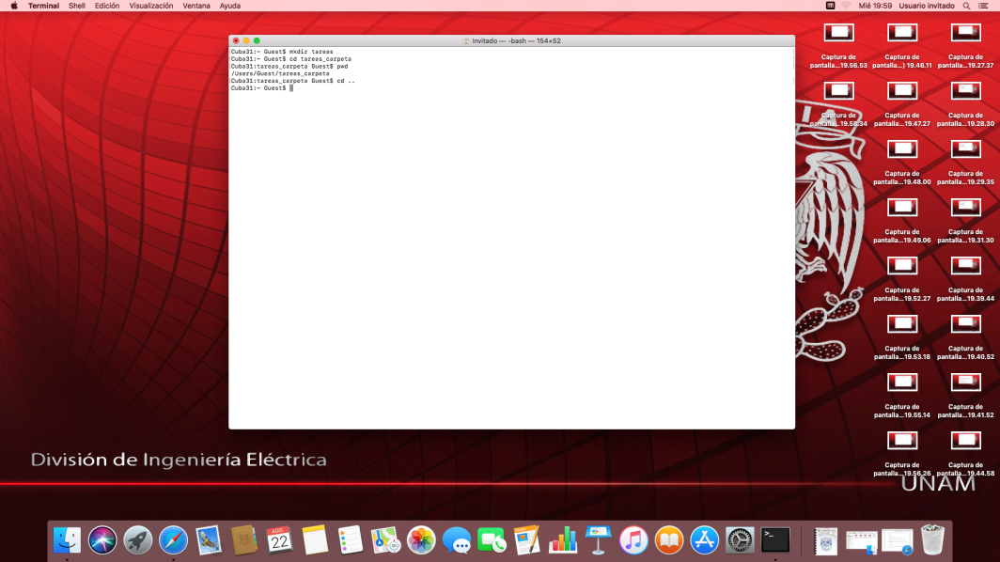 Terminal Shell Edición Visualización Ventana Ayuda
Mié 19:59 Usuario invitado
Invitado — -bash — 154×52
Cuba31:~ Guest$ mkdir tareas
Cuba31:~ Guest$ cd tareas_carpeta
Cuba31:tareas_carpeta Guest$ pwd
/Users/Guest/tareas_carpeta
Cuba31:tareas_carpeta Guest$ cd ..
Cuba31:~ Guest$
Captura de
pantalla...19.56.53
Captura de
pantalla...) 19.46.11
Captura de
pantalla...19.27.37
Captura de
pantalla...19.58.34
Captura de
pantalla...19.47.27
Captura de
pantalla...19.28.30
Captura de
pantalla...19.48.00
Captura de
pantalla...19.29.35
Captura de
pantalla...19.49.06
Captura de
pantalla...19.31.30
Captura de
pantalla...19.52.27
Captura de
pantalla...19.39.44
Captura de
pantalla...19.53.18
Captura de
pantalla...19.40.52
Captura de
pantalla...19.55.14
Captura de
pantalla...19.41.52
Captura de
pantalla...19.56.26
Captura de
pantalla...19.44.58
División de Ingeniería Eléctrica
UNAM
AGO
22